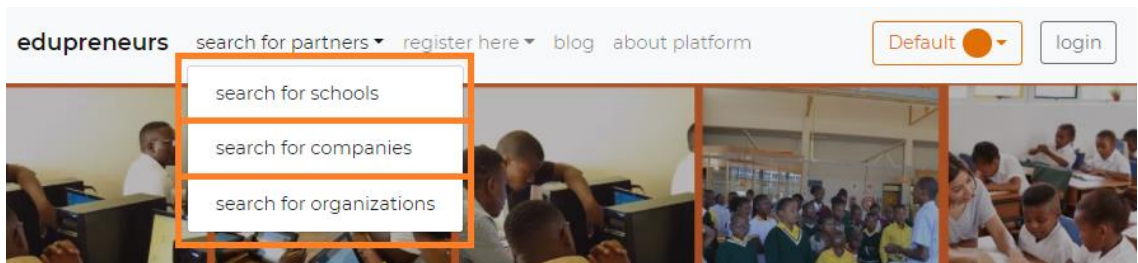 edupreneurs search for partners register here blog about platform Default login
search for schools
search for companies
search for organizations